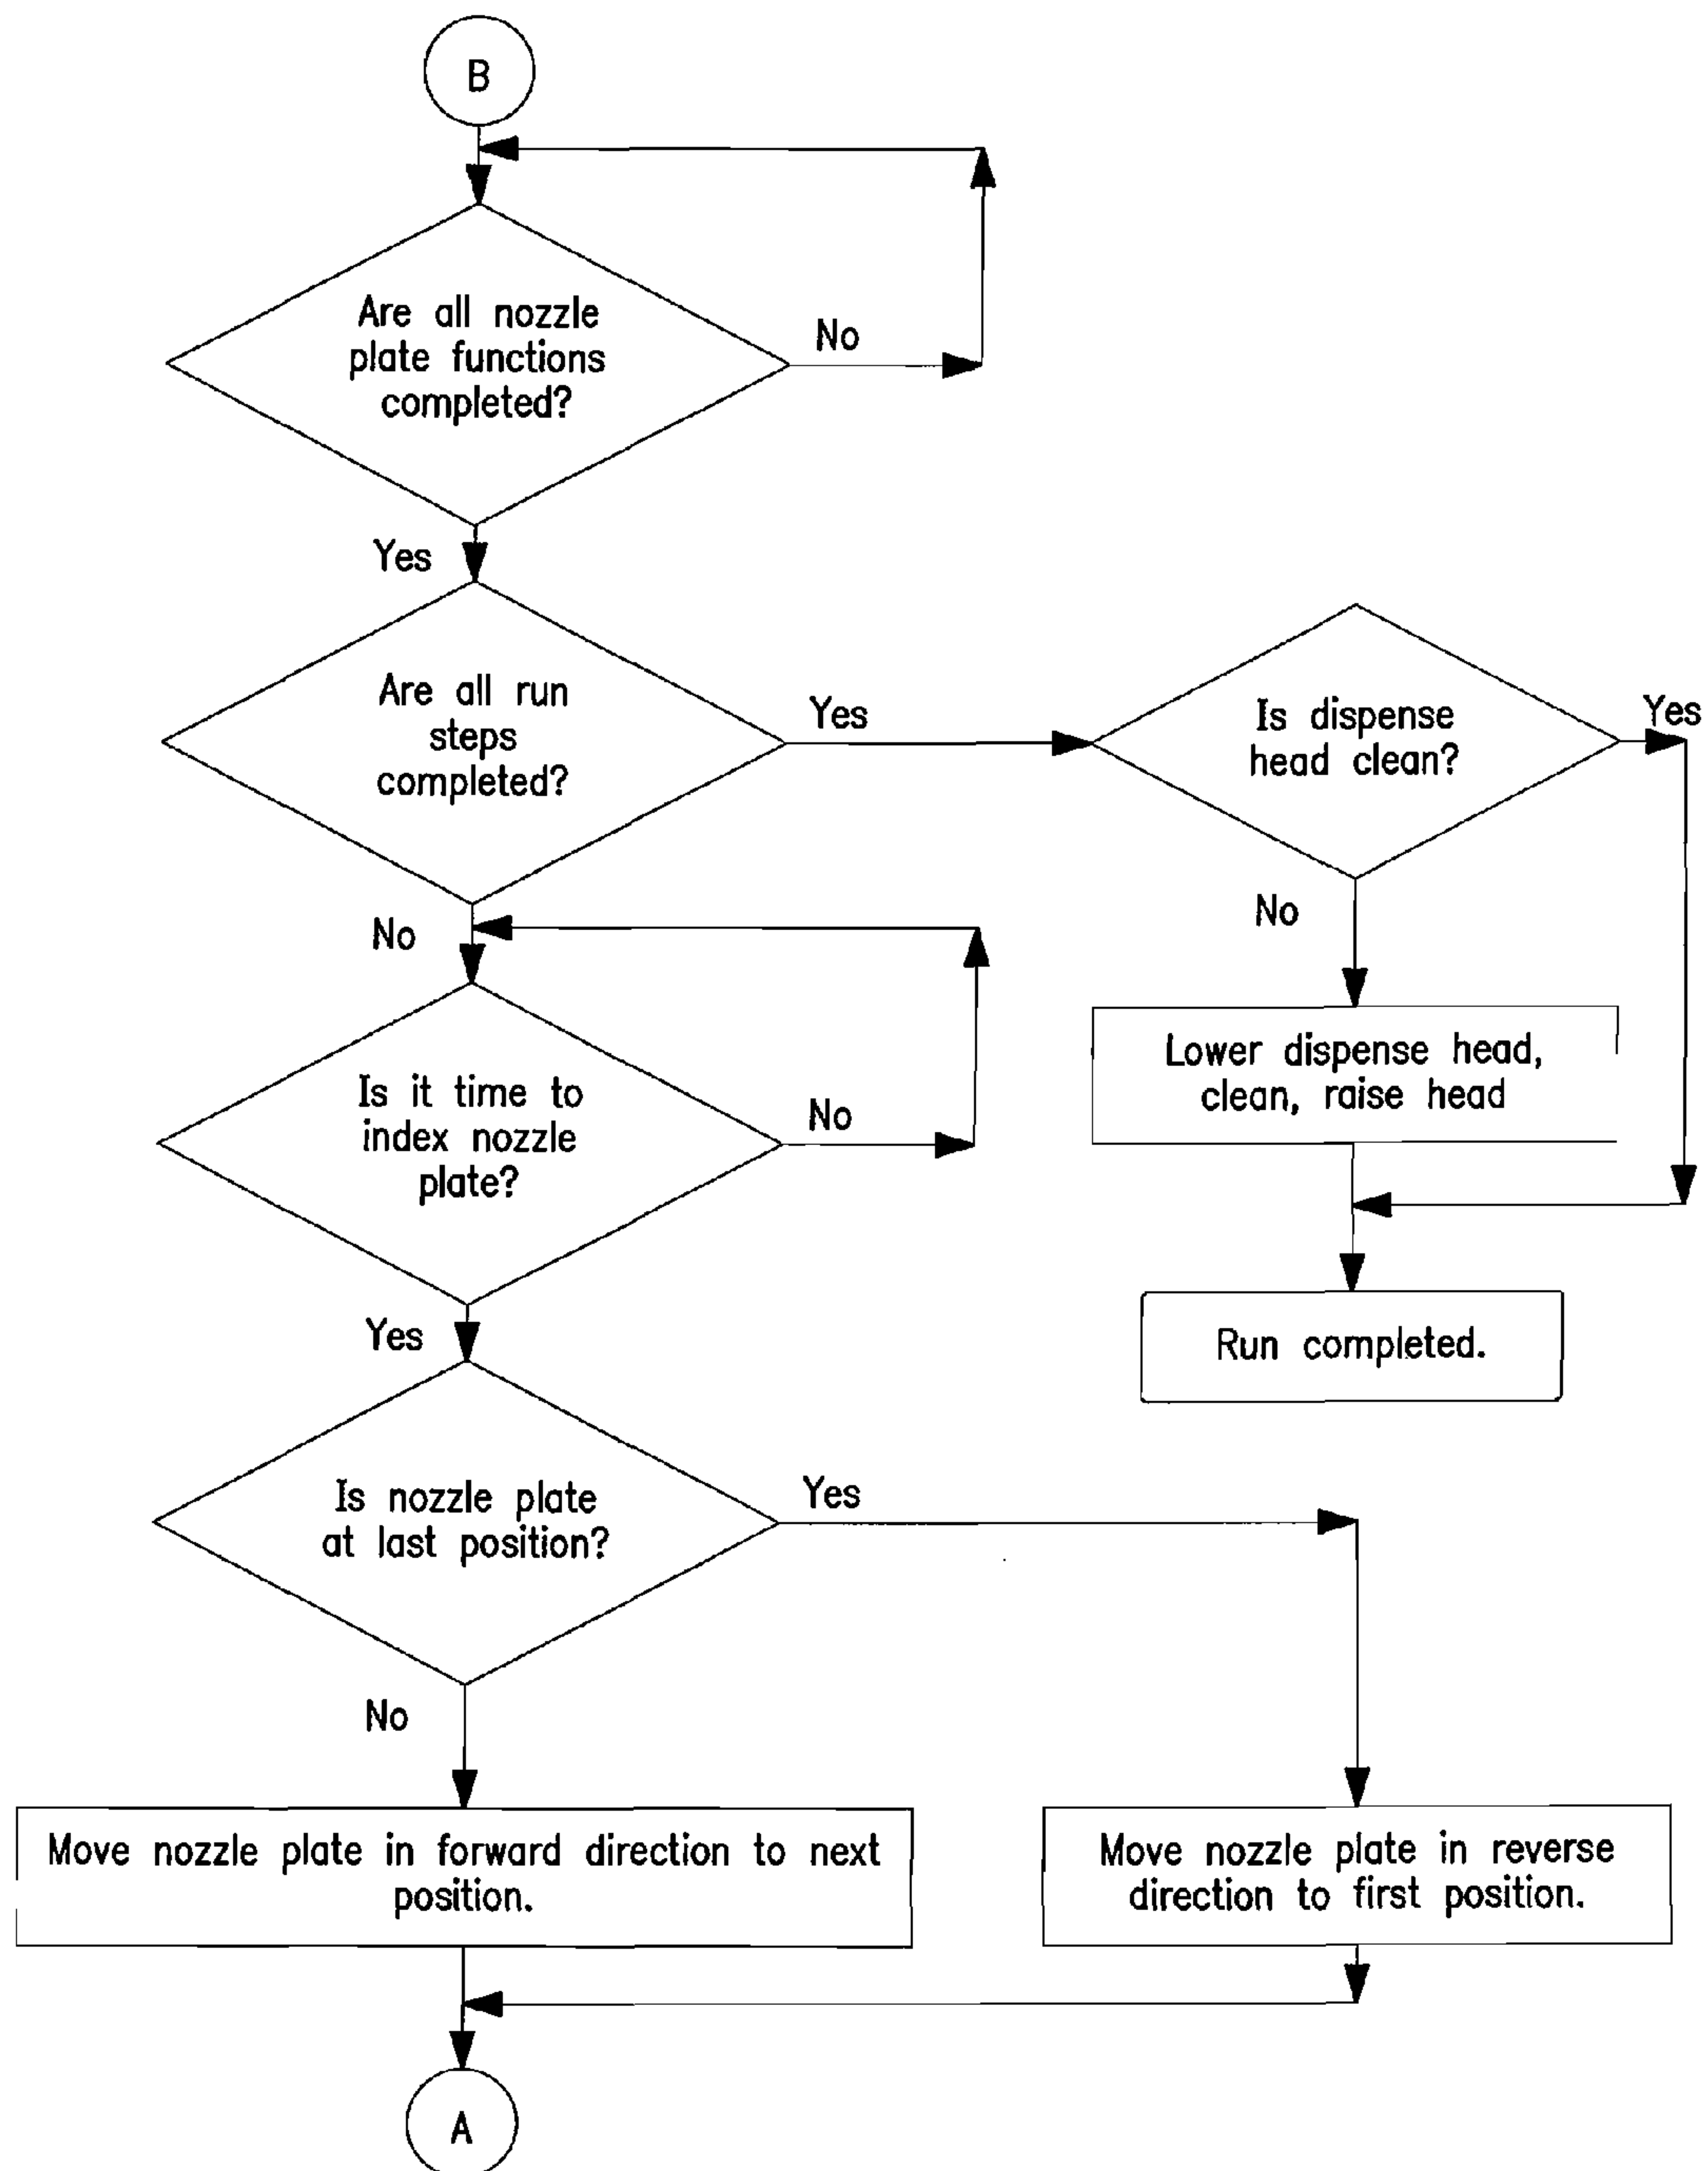 B
Are all nozzle
plate functions
completed?
No
Yes
Are all run
steps
completed?
Yes
Is dispense
head clean?
Yes
No
No
Lower dispense head,
clean, raise head
Is it time to
index nozzle
plate?
No
Yes
Run completed.
Is nozzle plate
at last position?
Yes
No
Move nozzle plate in forward direction to next
position.
Move nozzle plate in reverse
direction to first position.
A